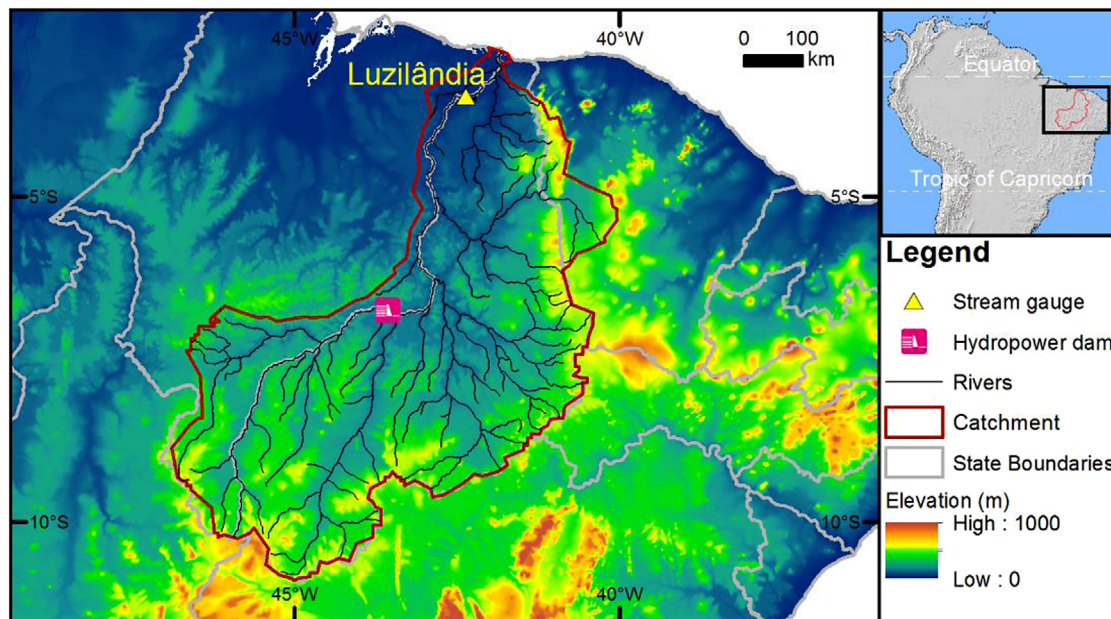 45°W
40°W
0 100
km
Luzilândia
5°S
5°S
10°S
10°S
45°W
40°W
Equator
Tropic of Capricorn
Legend
Stream gauge
Hydropower dam
Rivers
Catchment
State Boundaries
Elevation (m)
High : 1000
Low : 0